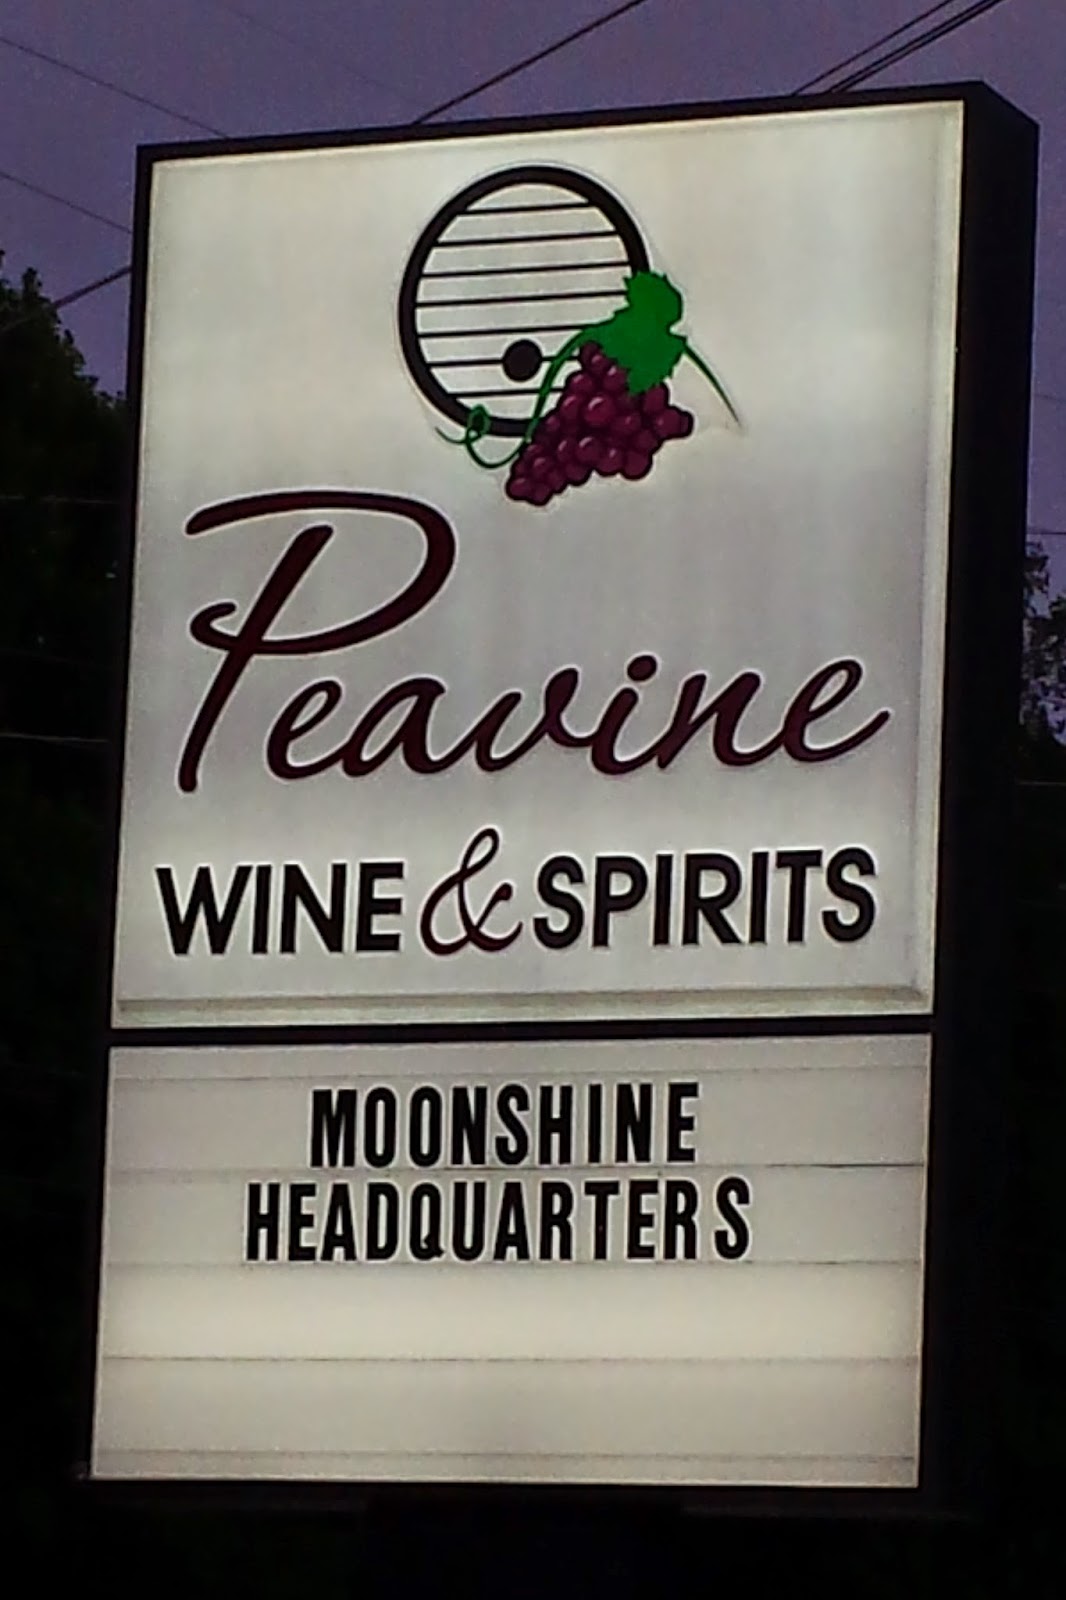 Peavine
WINE & SPIRITS
MOONSHINE
HEADQUARTERS